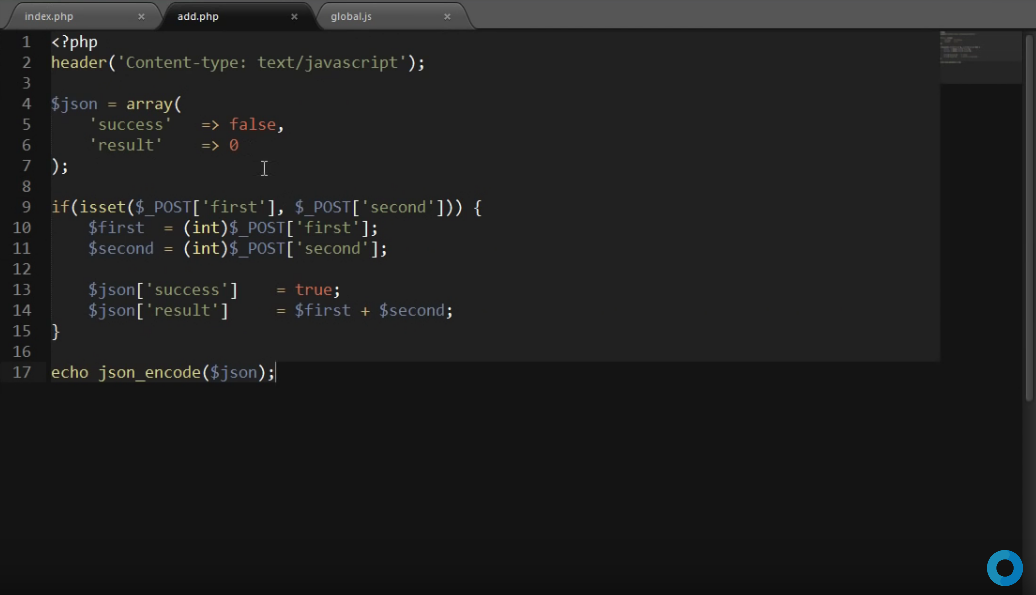 index.php × add.php × global.js ×
1 <?php
2 header('Content-type: text/javascript');
3
4 $json = array(
5     'success'   => false,
6     'result'    => 0
7 );
8
9 if(isset($_POST['first'], $_POST['second'])) {
10     $first  = (int)$_POST['first'];
11     $second = (int)$_POST['second'];
12
13     $json['success']    = true;
14     $json['result']     = $first + $second;
15 }
16
17 echo json_encode($json);